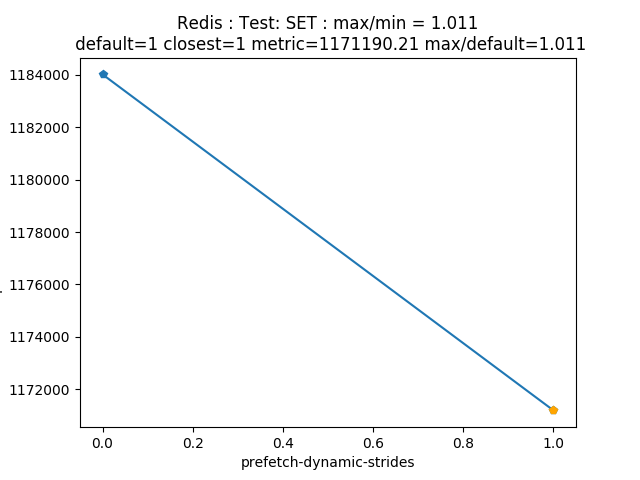 Redis : Test: SET : max/min = 1.011
default=1 closest=1 metric=1171190.21 max/default=1.011
1184000
1182000
1180000
1178000
1176000
1174000
1172000
0.0 0.2 0.4 0.6 0.8 1.0
prefetch-dynamic-strides